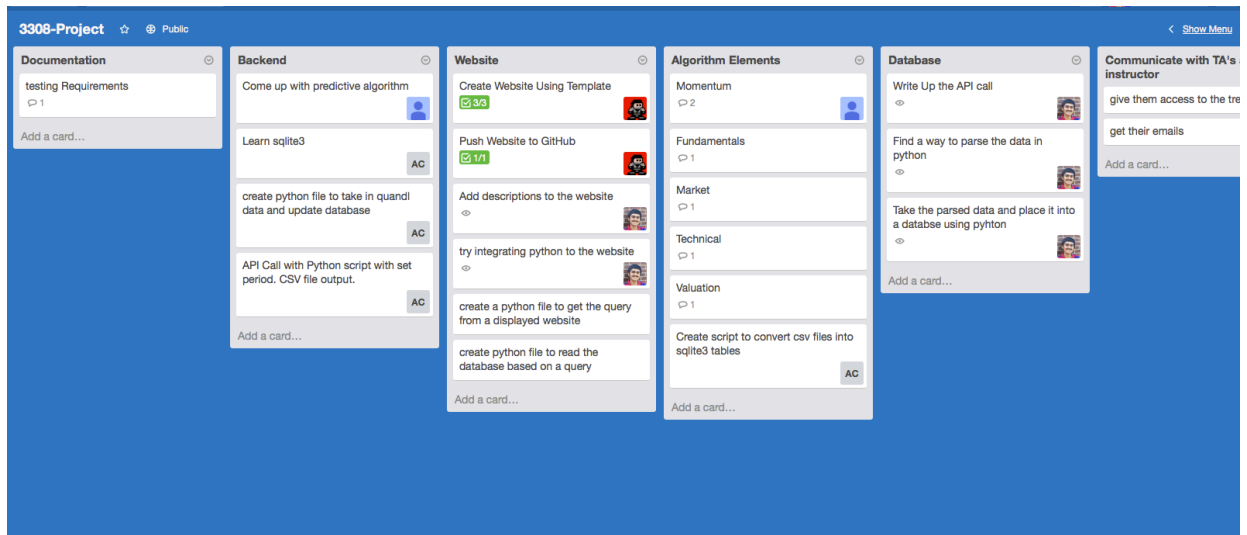 3308-Project Public Show Menu
Documentation
testing Requirements
1
Add a card...
Backend
Come up with predictive algorithm
Learn sqlite3
AC
create python file to take in quandl
data and update database
AC
API Call with Python script with set
period. CSV file output.
AC
Add a card...
Website
Create Website Using Template
3/3
Push Website to GitHub
1/1
Add descriptions to the website
try integrating python to the website
create a python file to get the query
from a displayed website
create python file to read the
database based on a query
Add a card...
Algorithm Elements
Momentum
2
Fundamentals
1
Market
1
Technical
1
Valuation
1
Create script to convert csv files into
sqlite3 tables
AC
Add a card...
Database
Write Up the API call
Find a way to parse the data in
python
Take the parsed data and place it into
a databse using pyhton
Add a card...
Communicate with TA's
instructor
give them access to the
get their emails
Add a card...